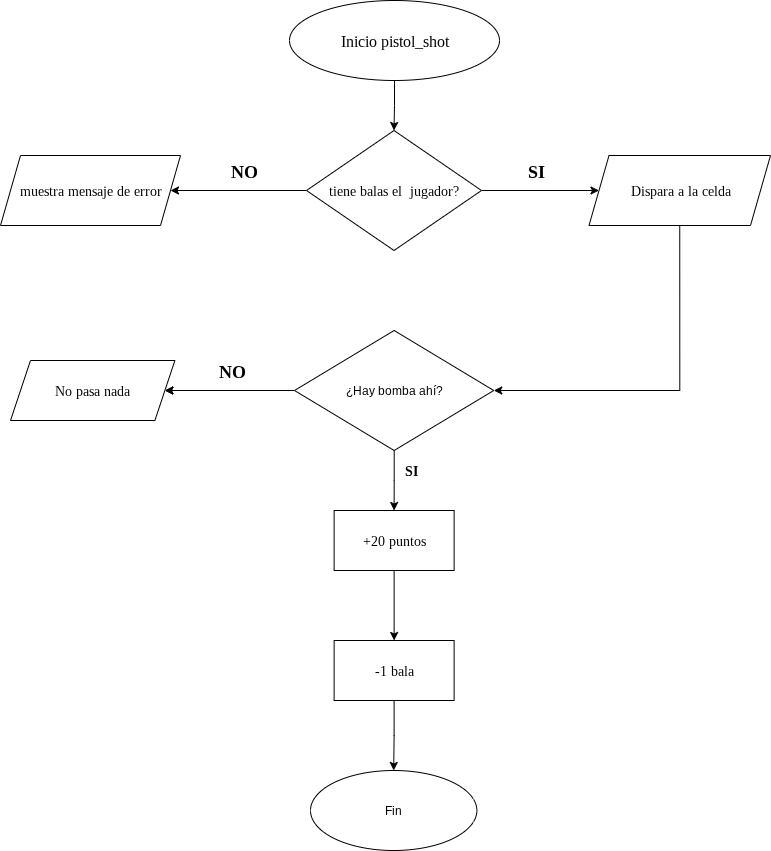 Inicio pistol_shot
NO
SI
muestra mensaje de error
tiene balas el jugador?
Dispara a la celda
NO
No pasa nada
¿Hay bomba ahí?
SI
+20 puntos
-1 bala
Fin